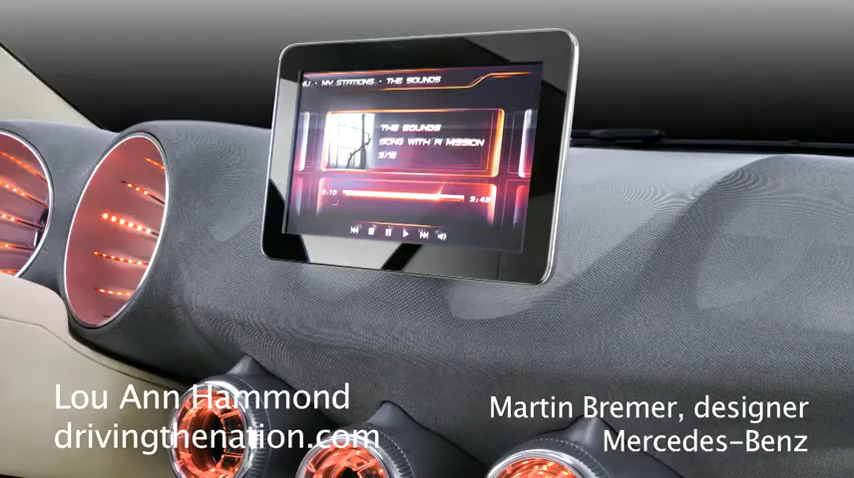 MY STATIONS · THE SOUNDS
THE SOUNDS
SONG WITH A MISSION
3:10
3:42
Lou Ann Hammond
drivingthenation.com
Martin Bremer, designer
Mercedes-Benz